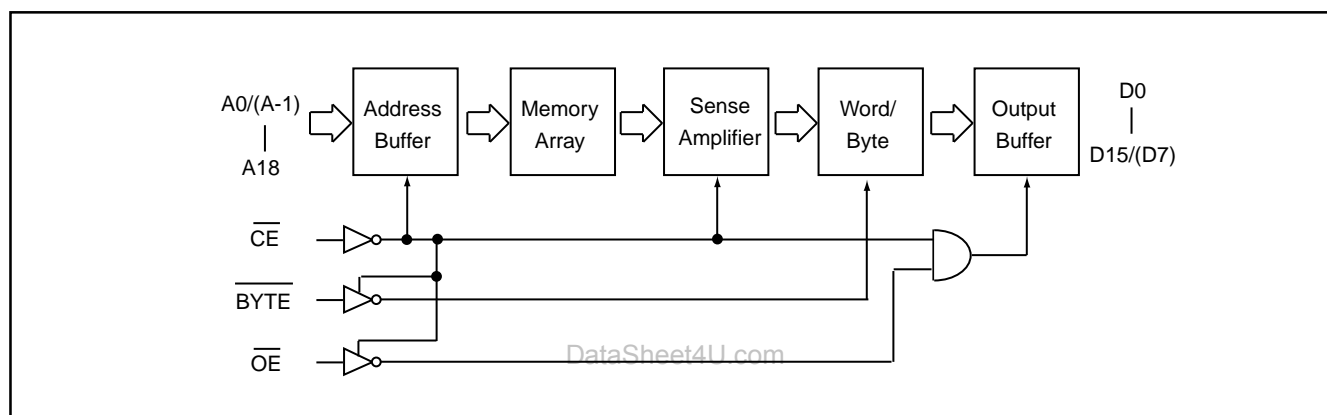 A0/(A-1)
A18
Address
Buffer
Memory
Array
Sense
Amplifier
Word/
Byte
Output
Buffer
D0
D15/(D7)
CE
BYTE
OE
DataSheet4U.com